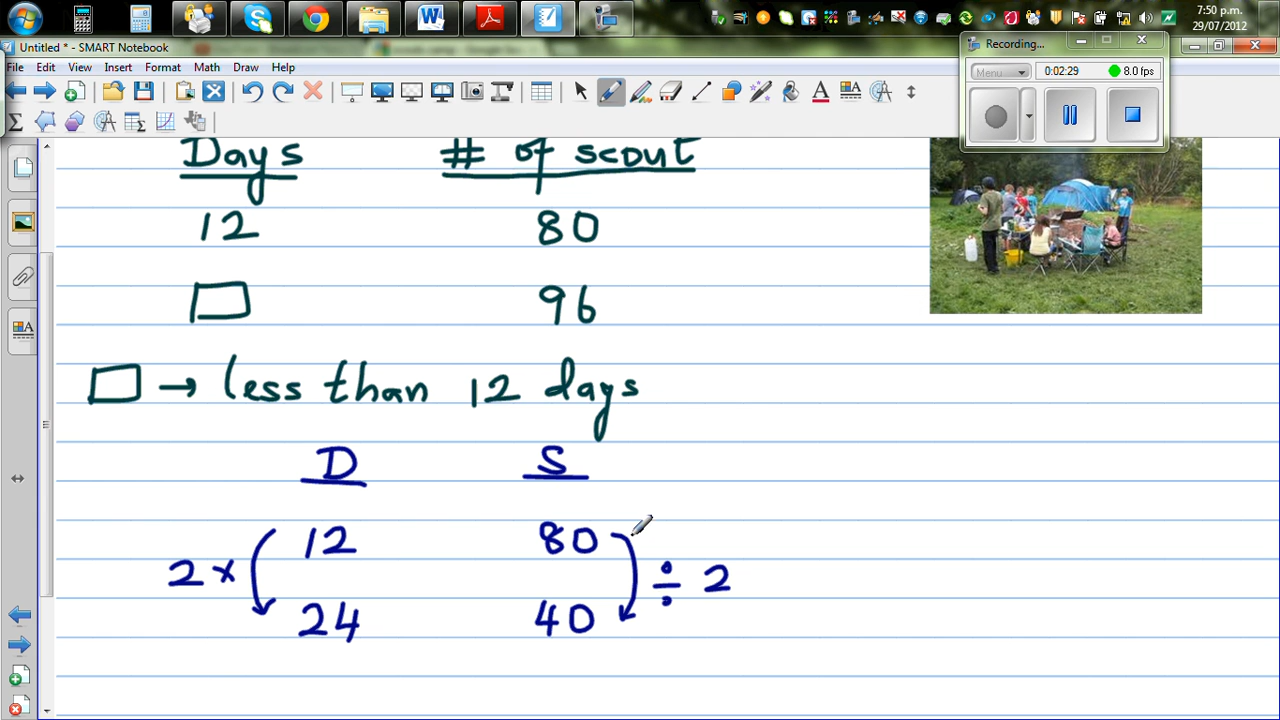 7:50 p.m.
29/07/2012
Untitled * - SMART Notebook
Recording...
File Edit View Insert Format Math Draw Help
Menu
0:02:29
8.0 fps
Days # of scout
12 80
□ 96
□ → less than 12 days
D S
12 80
2 × ÷ 2
24 40